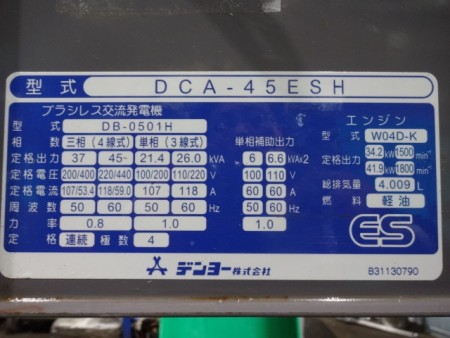 型式 DCA-45ESH
ブラシレス交流発電機
型式 DB-0501H
相数 三相(4線式) 単相(3線式) 単相補助出力
定格出力 37 45 21.4 26.0 kVA 6 6.6 kVA×2
定格電圧 200/400 220/440 100/200 110/220 V 100 110 V
定格電流 107/53.4 118/59.0 107 118 A 60 60 A
周波数 50 60 50 60 Hz 50 60 Hz
力率 0.8 1.0 1.0
定格 連続 極数 4
エンジン
型式 W04D-K
定格出力 34.2 kW 1500 min⁻¹
41.9 kW 1800 min⁻¹
総排気量 4.009 L
燃料 軽油
ES
デンヨー株式会社
B31130790